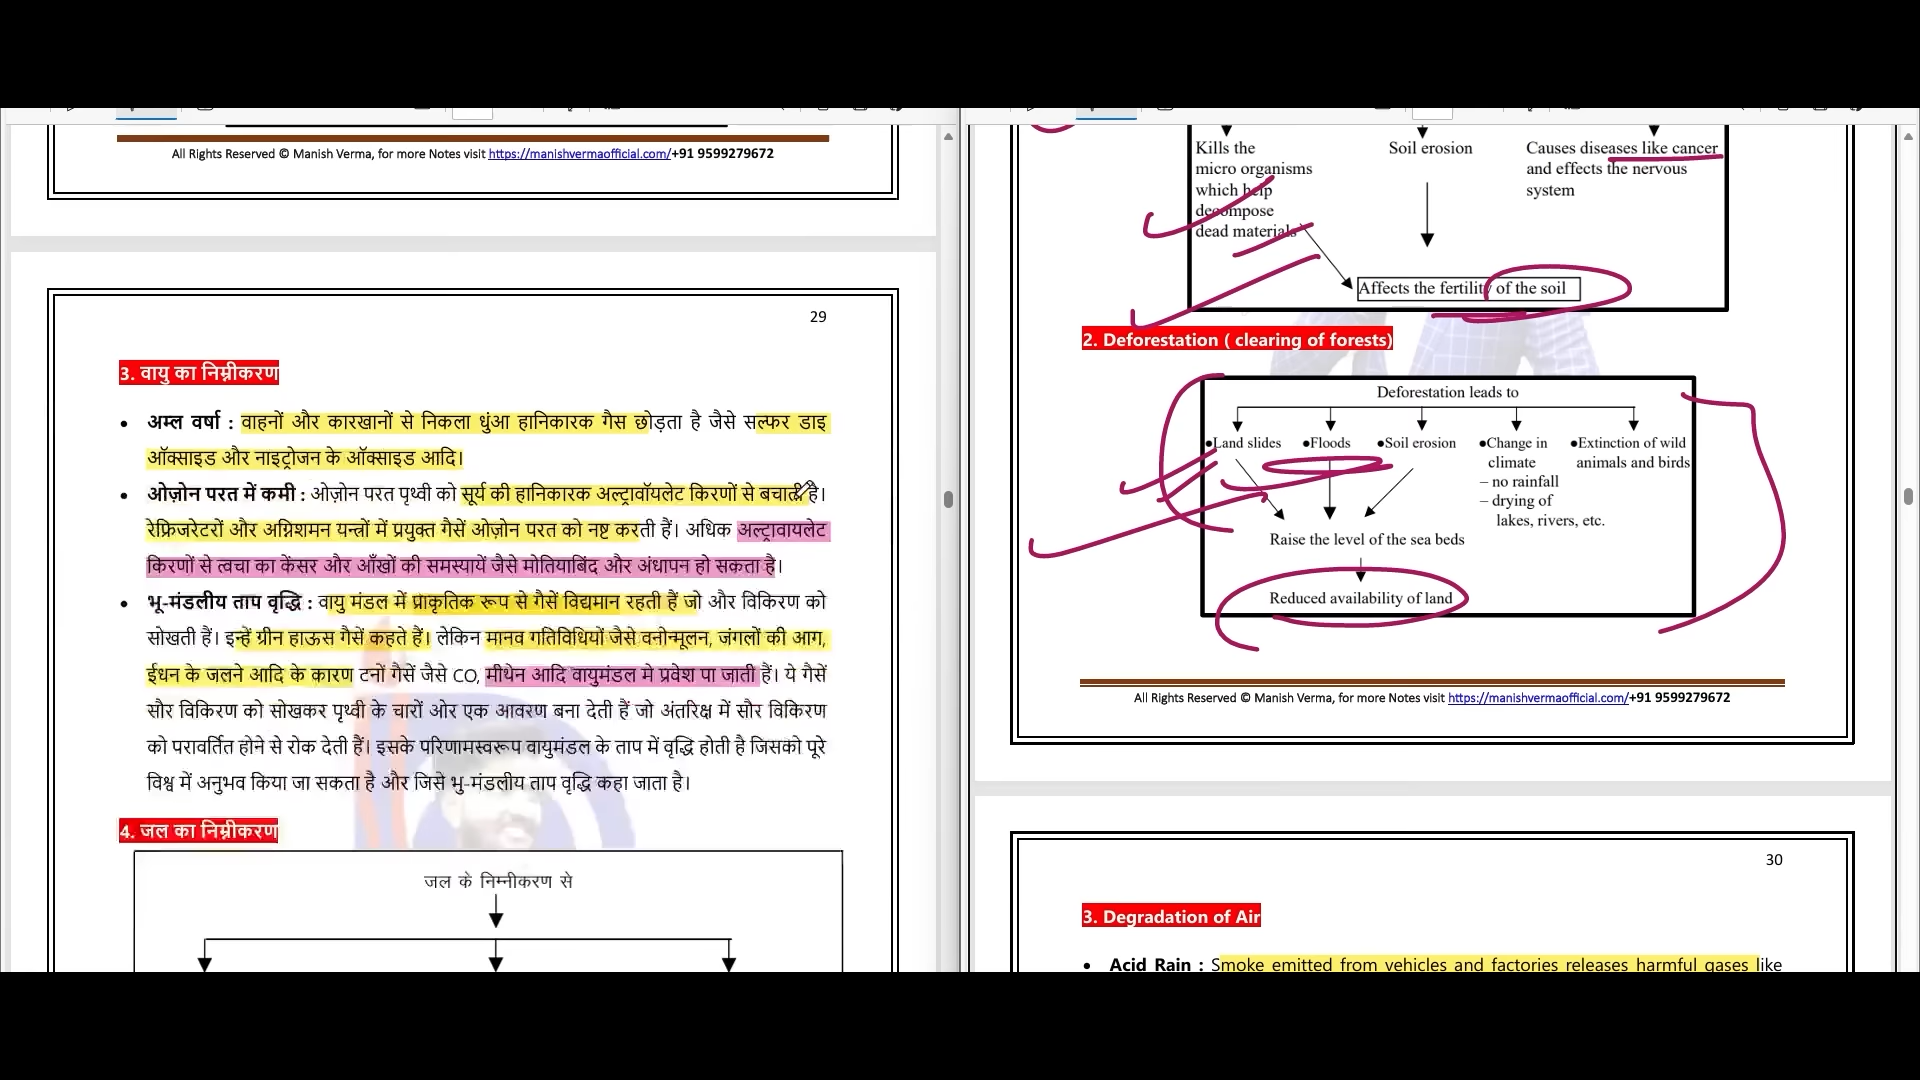 All Rights Reserved © Manish Verma, for more Notes visit https://manishvermaofficial.com/+91 9599279672
29
3. वायु का निम्नीकरण
• अम्ल वर्षा : वाहनों और कारखानों से निकला धुंआ हानिकारक गैस छोड़ता है जैसे सल्फर डाइ
ऑक्साइड और नाइट्रोजन के ऑक्साइड आदि।
• ओज़ोन परत में कमी : ओज़ोन परत पृथ्वी को सूर्य की हानिकारक अल्ट्रावॉयलेट किरणों से बचाती है।
रेफ्रिजरेटरों और अग्निशमन यन्त्रों में प्रयुक्त गैसें ओज़ोन परत को नष्ट करती हैं। अधिक अल्ट्रावायलेट
किरणों से त्वचा का केंसर और आँखों की समस्यायें जैसे मोतियाबिंद और अंधापन हो सकता है।
• भू-मंडलीय ताप वृद्धि : वायु मंडल में प्राकृतिक रूप से गैसें विद्यमान रहती हैं जो और विकिरण को
सोखती हैं। इन्हें ग्रीन हाऊस गैसें कहते हैं। लेकिन मानव गतिविधियों जैसे वनोन्मूलन, जंगलों की आग,
ईधन के जलने आदि के कारण टनों गैसें जैसे CO, मीथेन आदि वायुमंडल मे प्रवेश पा जाती हैं। ये गैसें
सौर विकिरण को सोखकर पृथ्वी के चारों ओर एक आवरण बना देती हैं जो अंतरिक्ष में सौर विकिरण
को परावर्तित होने से रोक देती हैं। इसके परिणामस्वरूप वायुमंडल के ताप में वृद्धि होती है जिसको पूरे
विश्व में अनुभव किया जा सकता है और जिसे भु-मंडलीय ताप वृद्धि कहा जाता है।
4. जल का निम्नीकरण
जल के निम्नीकरण से
Kills the
micro organisms
which help
decompose
dead materials
Soil erosion
Causes diseases like cancer
and effects the nervous
system
Affects the fertility of the soil
2. Deforestation ( clearing of forests)
Deforestation leads to
•Land slides
•Floods
•Soil erosion
•Change in
climate
– no rainfall
– drying of
lakes, rivers, etc.
•Extinction of wild
animals and birds
Raise the level of the sea beds
Reduced availability of land
All Rights Reserved © Manish Verma, for more Notes visit https://manishvermaofficial.com/+91 9599279672
30
3. Degradation of Air
• Acid Rain : Smoke emitted from vehicles and factories releases harmful gases like